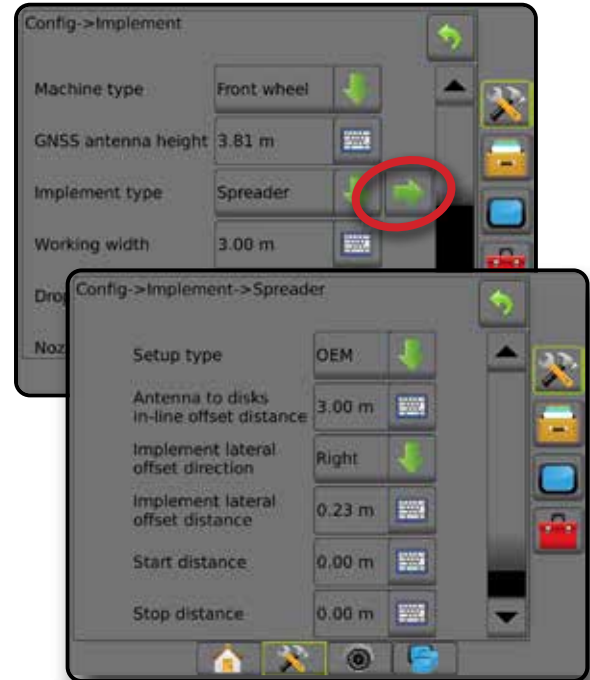 Config->Implement
Machine type Front wheel
GNSS antenna height 3.81 m
Implement type Spreader
Working width 3.00 m
Config->Implement->Spreader
Setup type OEM
Antenna to disks
in-line offset distance 3.00 m
Implement lateral
offset direction Right
Implement lateral
offset distance 0.23 m
Start distance 0.00 m
Stop distance 0.00 m